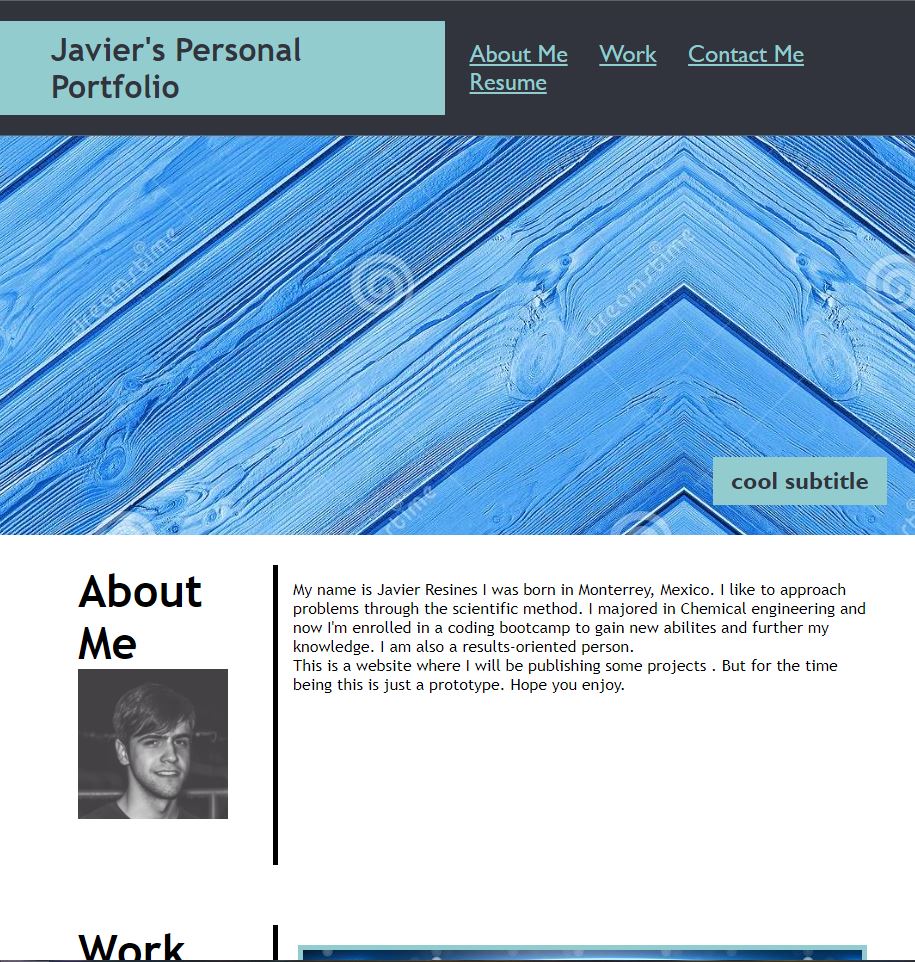 Javier's Personal
Portfolio
About Me Work Contact Me
Resume
dreamstime
dreamstime
cool subtitle
About
Me
My name is Javier Resines I was born in Monterrey, Mexico. I like to approach
problems through the scientific method. I majored in Chemical engineering and
now I'm enrolled in a coding bootcamp to gain new abilites and further my
knowledge. I am also a results-oriented person.
This is a website where I will be publishing some projects . But for the time
being this is just a prototype. Hope you enjoy.
Work